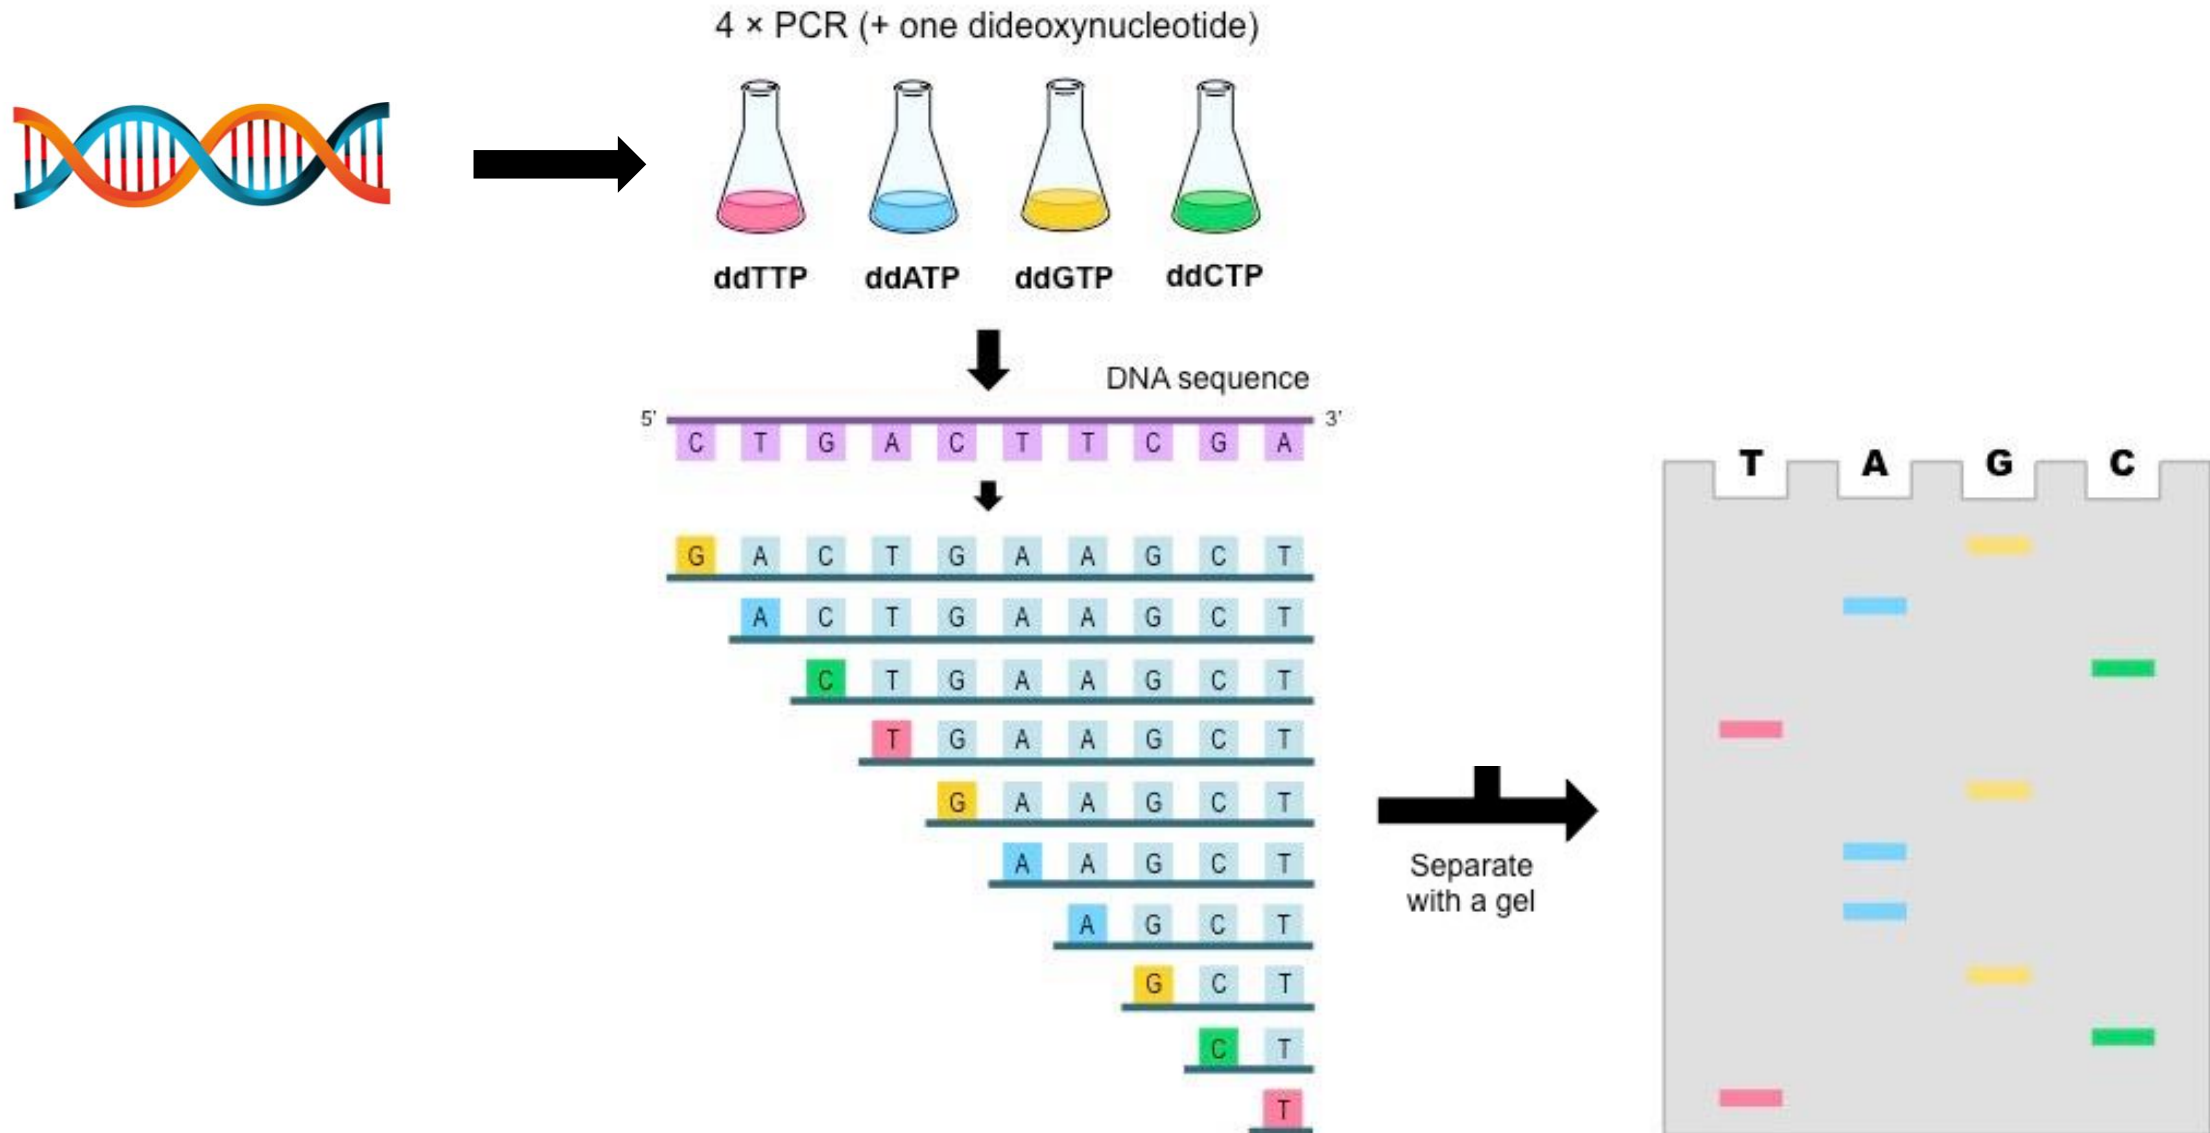 4 × PCR (+ one dideoxynucleotide)
ddTTP ddATP ddGTP ddCTP
DNA sequence
5' 3'
C T G A C T T C G A
T A G C
G A C T G A A G C T
A C T G A A G C T
C T G A A G C T
T G A A G C T
G A A G C T
A A G C T
A G C T
G C T
C T
T
Separate
with a gel